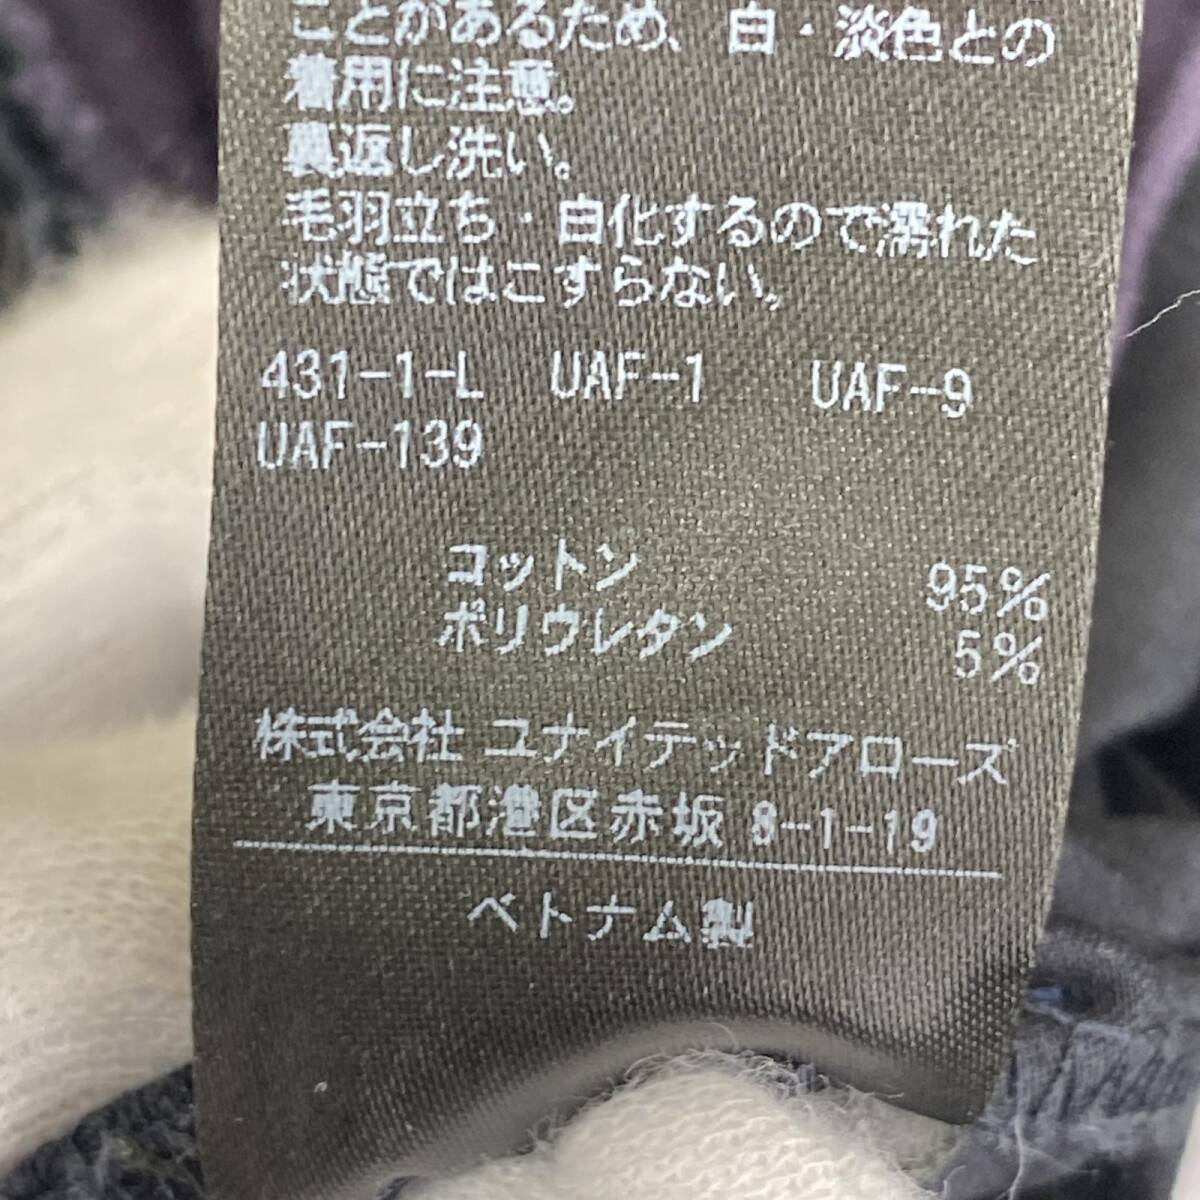 ことがあるため、白・淡色との
着用に注意。
裏返し洗い。
毛羽立ち・白化するので濡れた
状態ではこすらない。
431-1-L UAF-1 UAF-9
UAF-139
コットン 95%
ポリウレタン 5%
株式会社 ユナイテッドアローズ
東京都港区赤坂 8-1-19
ベトナム製